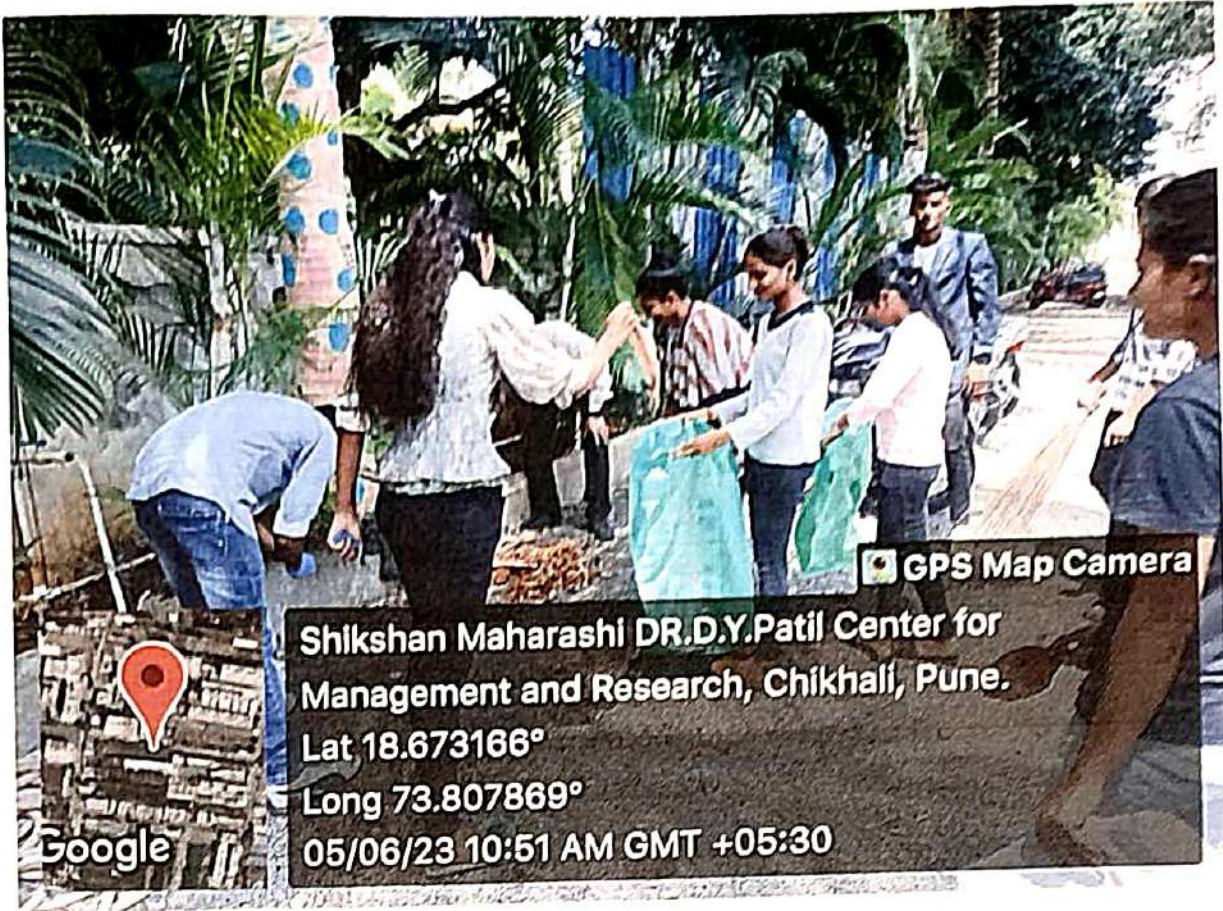 GPS Map Camera
Shikshan Maharashi DR.D.Y.Patil Center for
Management and Research, Chikhali, Pune.
Lat 18.673166°
Long 73.807869°
05/06/23 10:51 AM GMT +05:30
Google